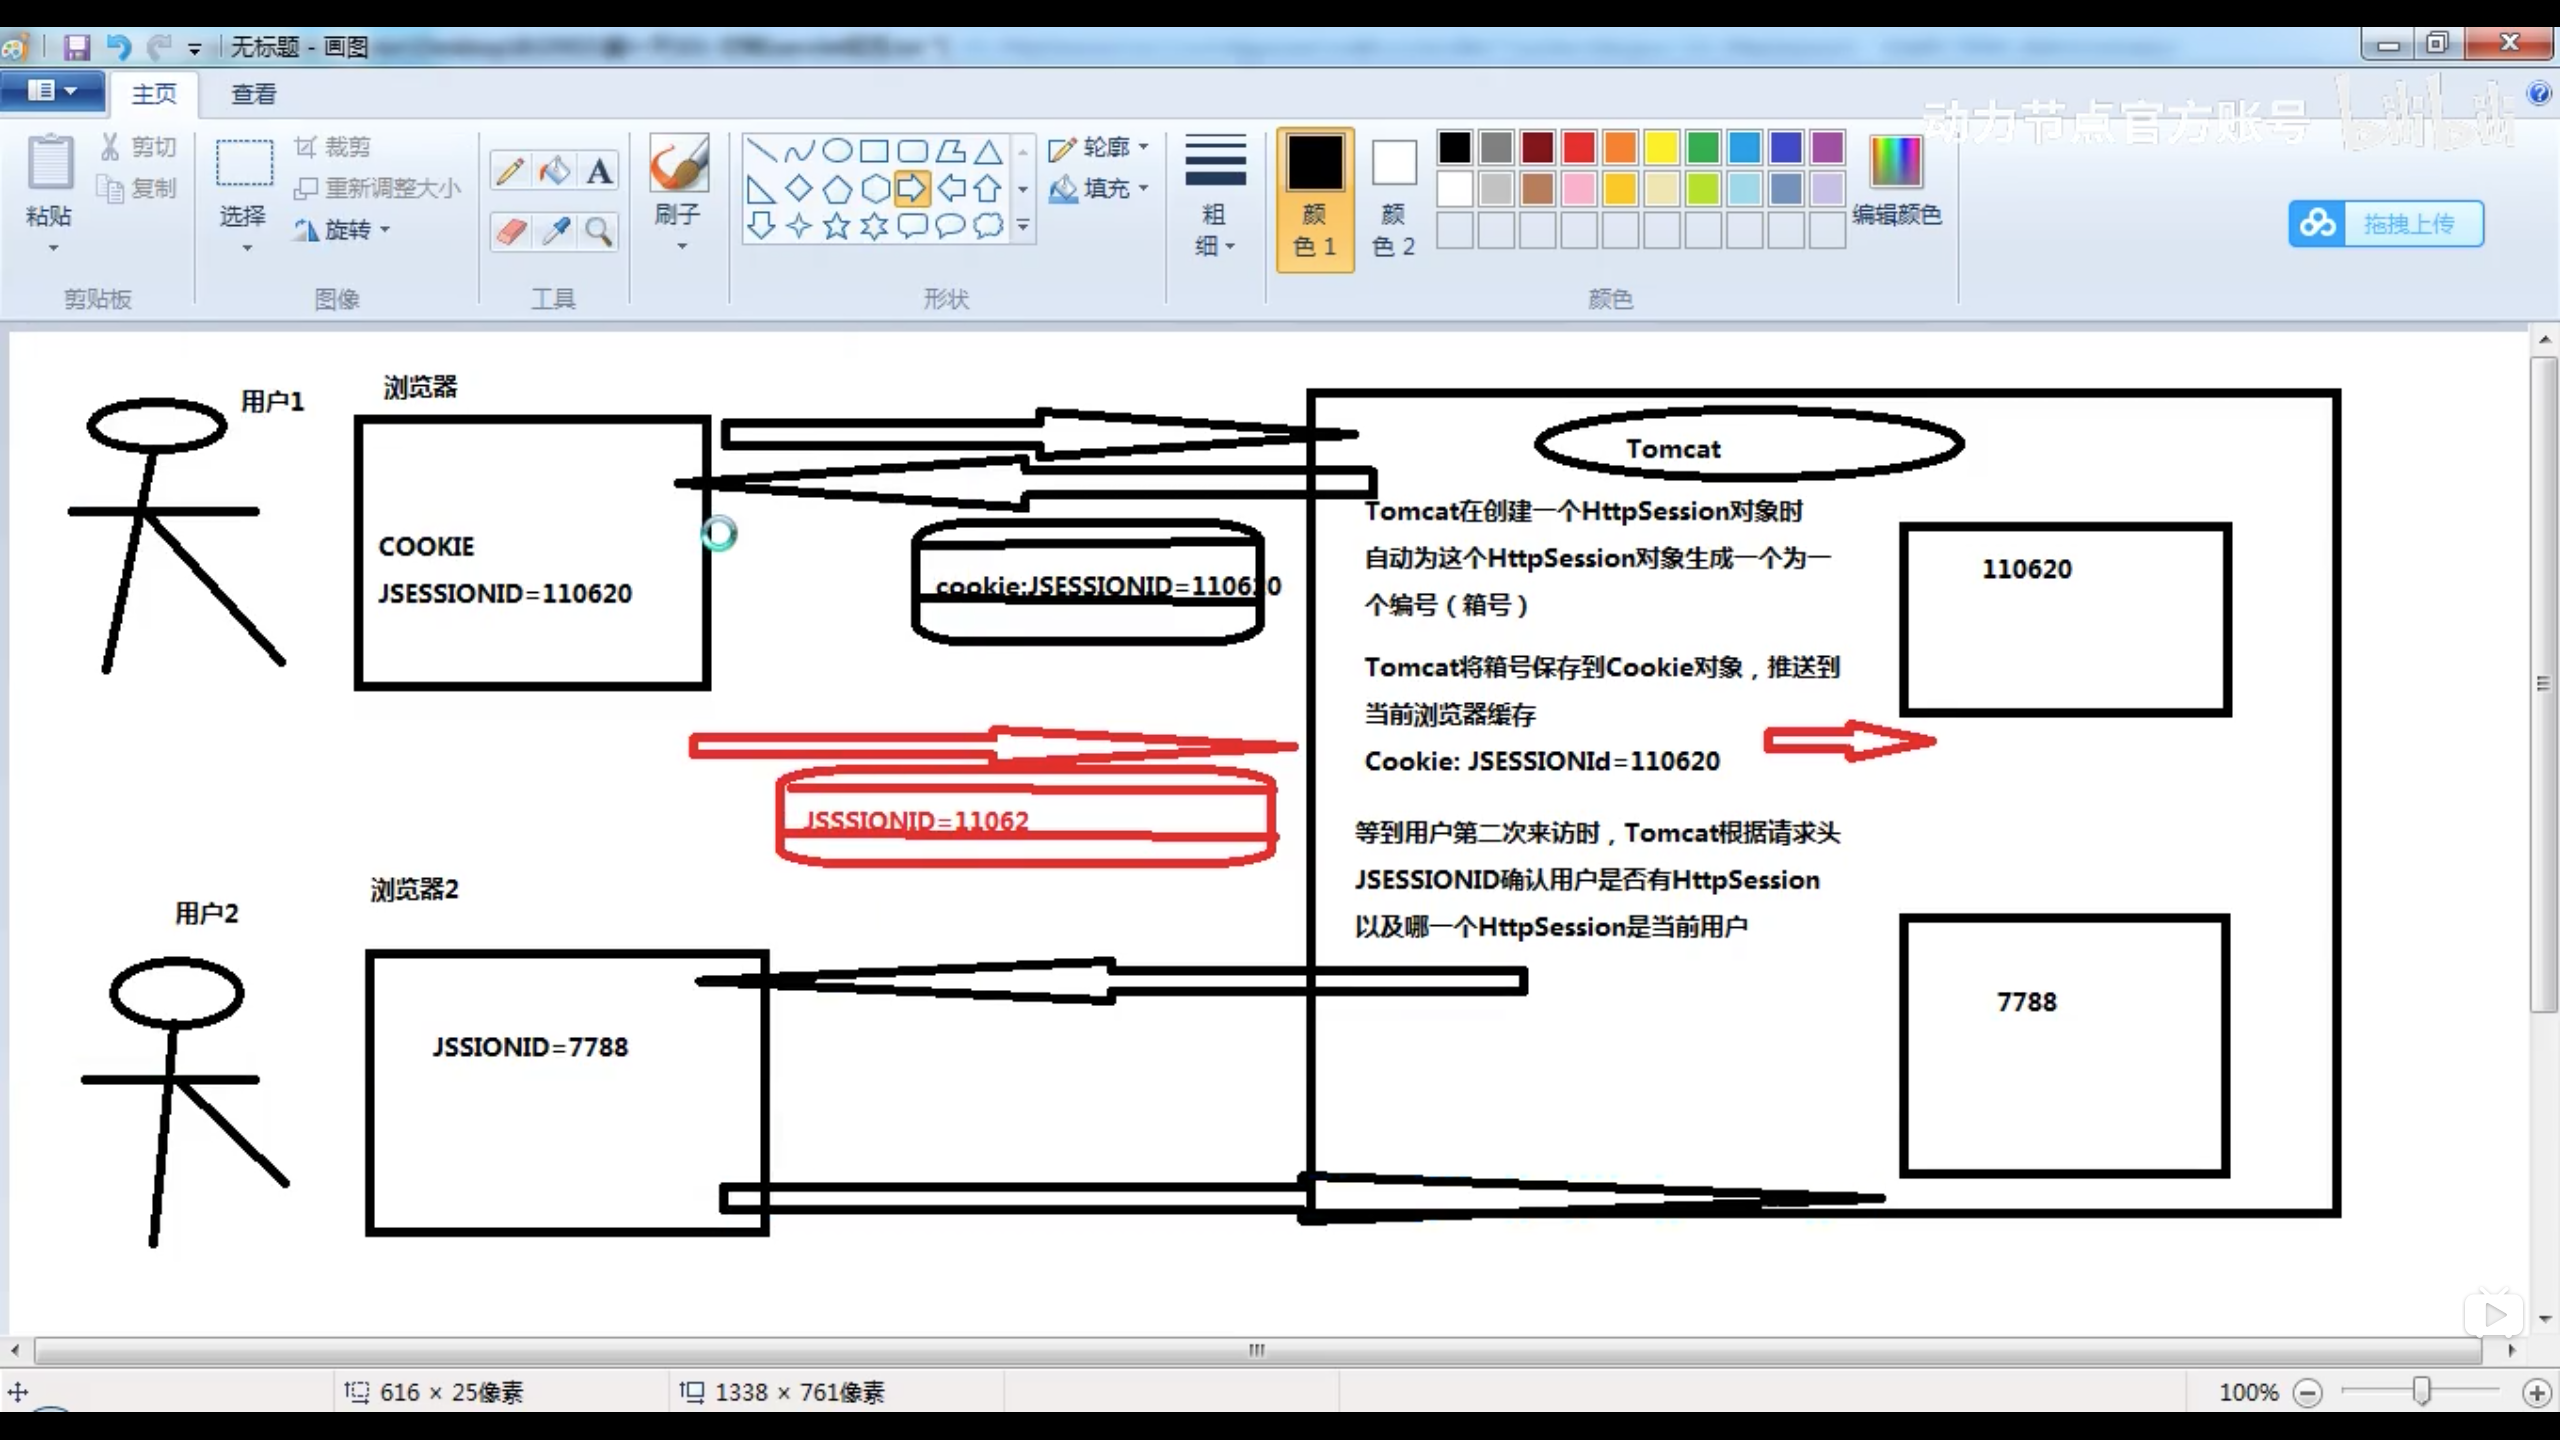 无标题 - 画图
主页
查看
动力节点官方账号
bilibili
粘贴
剪切
复制
剪贴板
选择
裁剪
重新调整大小
旋转
图像
A
工具
刷子
轮廓
填充
形状
粗
细
颜
色 1
颜
色 2
编辑颜色
颜色
拖拽上传
用户1
浏览器
COOKIE
JSESSIONID=110620
cookie:JSESSIONID=110620
Tomcat
Tomcat在创建一个HttpSession对象时
自动为这个HttpSession对象生成一个为一
个编号（箱号）
110620
Tomcat将箱号保存到Cookie对象，推送到
当前浏览器缓存
Cookie: JSESSIONId=110620
JSSSIONID=11062
等到用户第二次来访时，Tomcat根据请求头
JSESSIONID确认用户是否有HttpSession
以及哪一个HttpSession是当前用户
用户2
浏览器2
JSSIONID=7788
7788
616 × 25像素
1338 × 761像素
100%